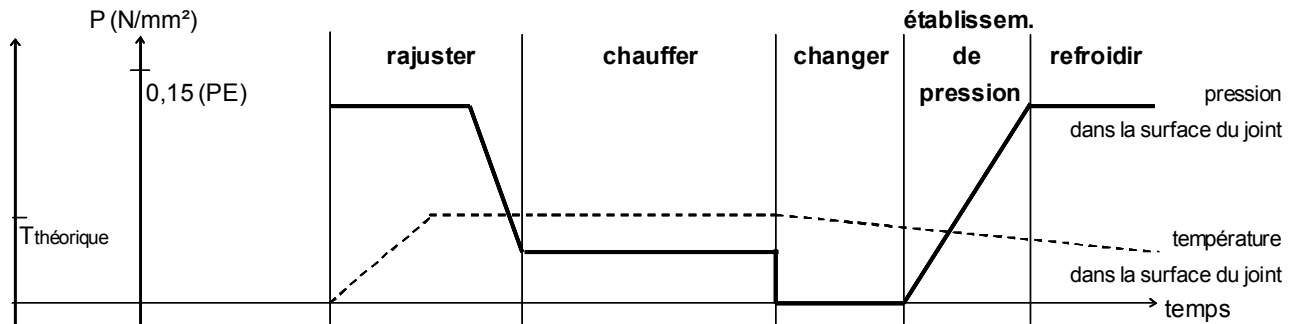 P (N/mm²)
0,15 (PE)
Tthéorique
rajuster
chauffer
changer
établissem.
de
pression
refroidir
pression
dans la surface du joint
température
dans la surface du joint
temps